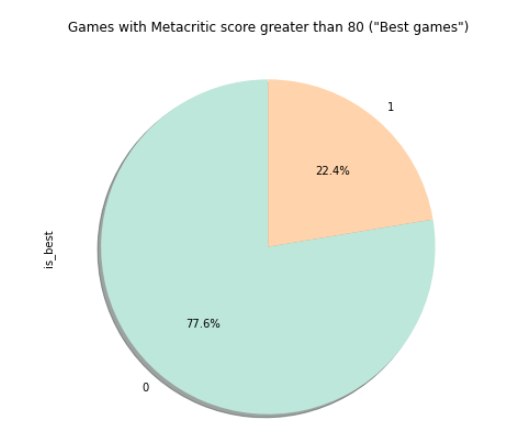 Games with Metacritic score greater than 80 ("Best games")
1
22.4%
is_best
77.6%
0